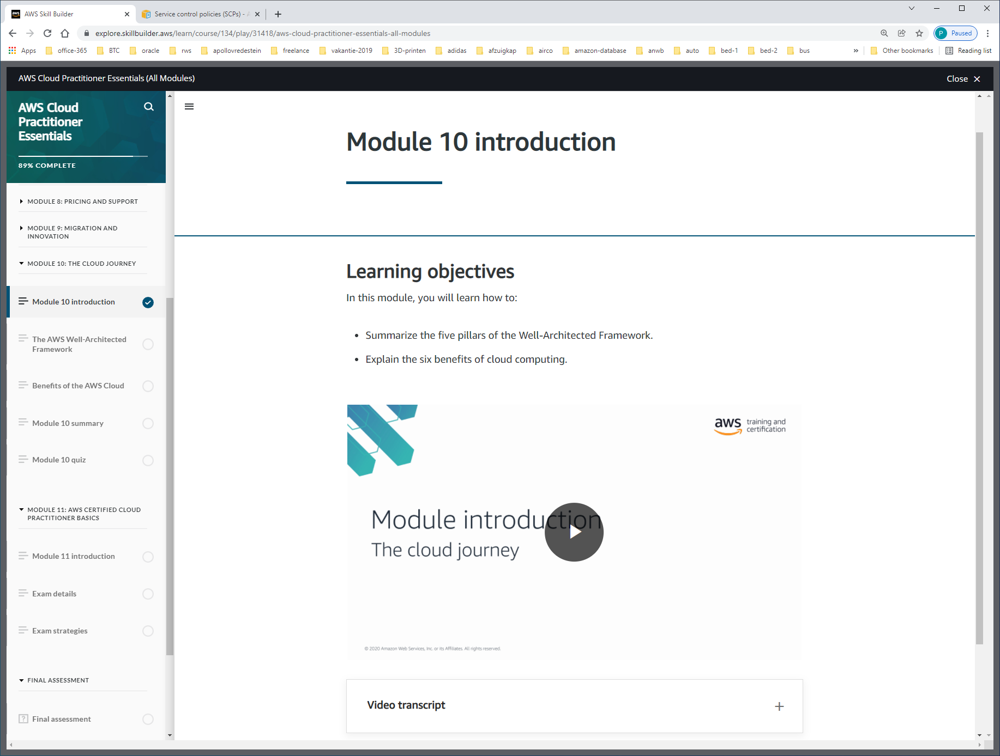 AWS Skill Builder
Service control policies (SCPs) - A
explore.skillbuilder.aws/learn/course/134/play/31418/aws-cloud-practitioner-essentials-all-modules
P Paused
Apps office-365 BTC oracle rws apollovredestein freelance vakantie-2019 3D-printen adidas afzuigkap airco amazon-database anwb auto bed-1 bed-2 bus » Other bookmarks Reading list
AWS Cloud Practitioner Essentials (All Modules)
Close
AWS Cloud
Practitioner
Essentials
89% COMPLETE
MODULE 8: PRICING AND SUPPORT
MODULE 9: MIGRATION AND
INNOVATION
MODULE 10: THE CLOUD JOURNEY
Module 10 introduction
The AWS Well-Architected
Framework
Benefits of the AWS Cloud
Module 10 summary
Module 10 quiz
MODULE 11: AWS CERTIFIED CLOUD
PRACTITIONER BASICS
Module 11 introduction
Exam details
Exam strategies
FINAL ASSESSMENT
Final assessment
Module 10 introduction
Learning objectives
In this module, you will learn how to:
• Summarize the five pillars of the Well-Architected Framework.
• Explain the six benefits of cloud computing.
aws training and
certification
Module introduction
The cloud journey
© 2020 Amazon Web Services, Inc. or its Affiliates. All rights reserved.
Video transcript